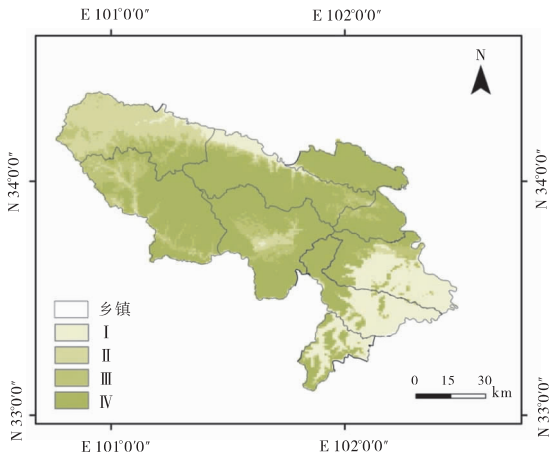 E 101°0′0″ E 102°0′0″
N
N 34°0′0″
N 34°0′0″
乡镇
Ⅰ
Ⅱ
Ⅲ
Ⅳ
0 15 30
km
N 33°0′0″
N 33°0′0″
E 101°0′0″ E 102°0′0″